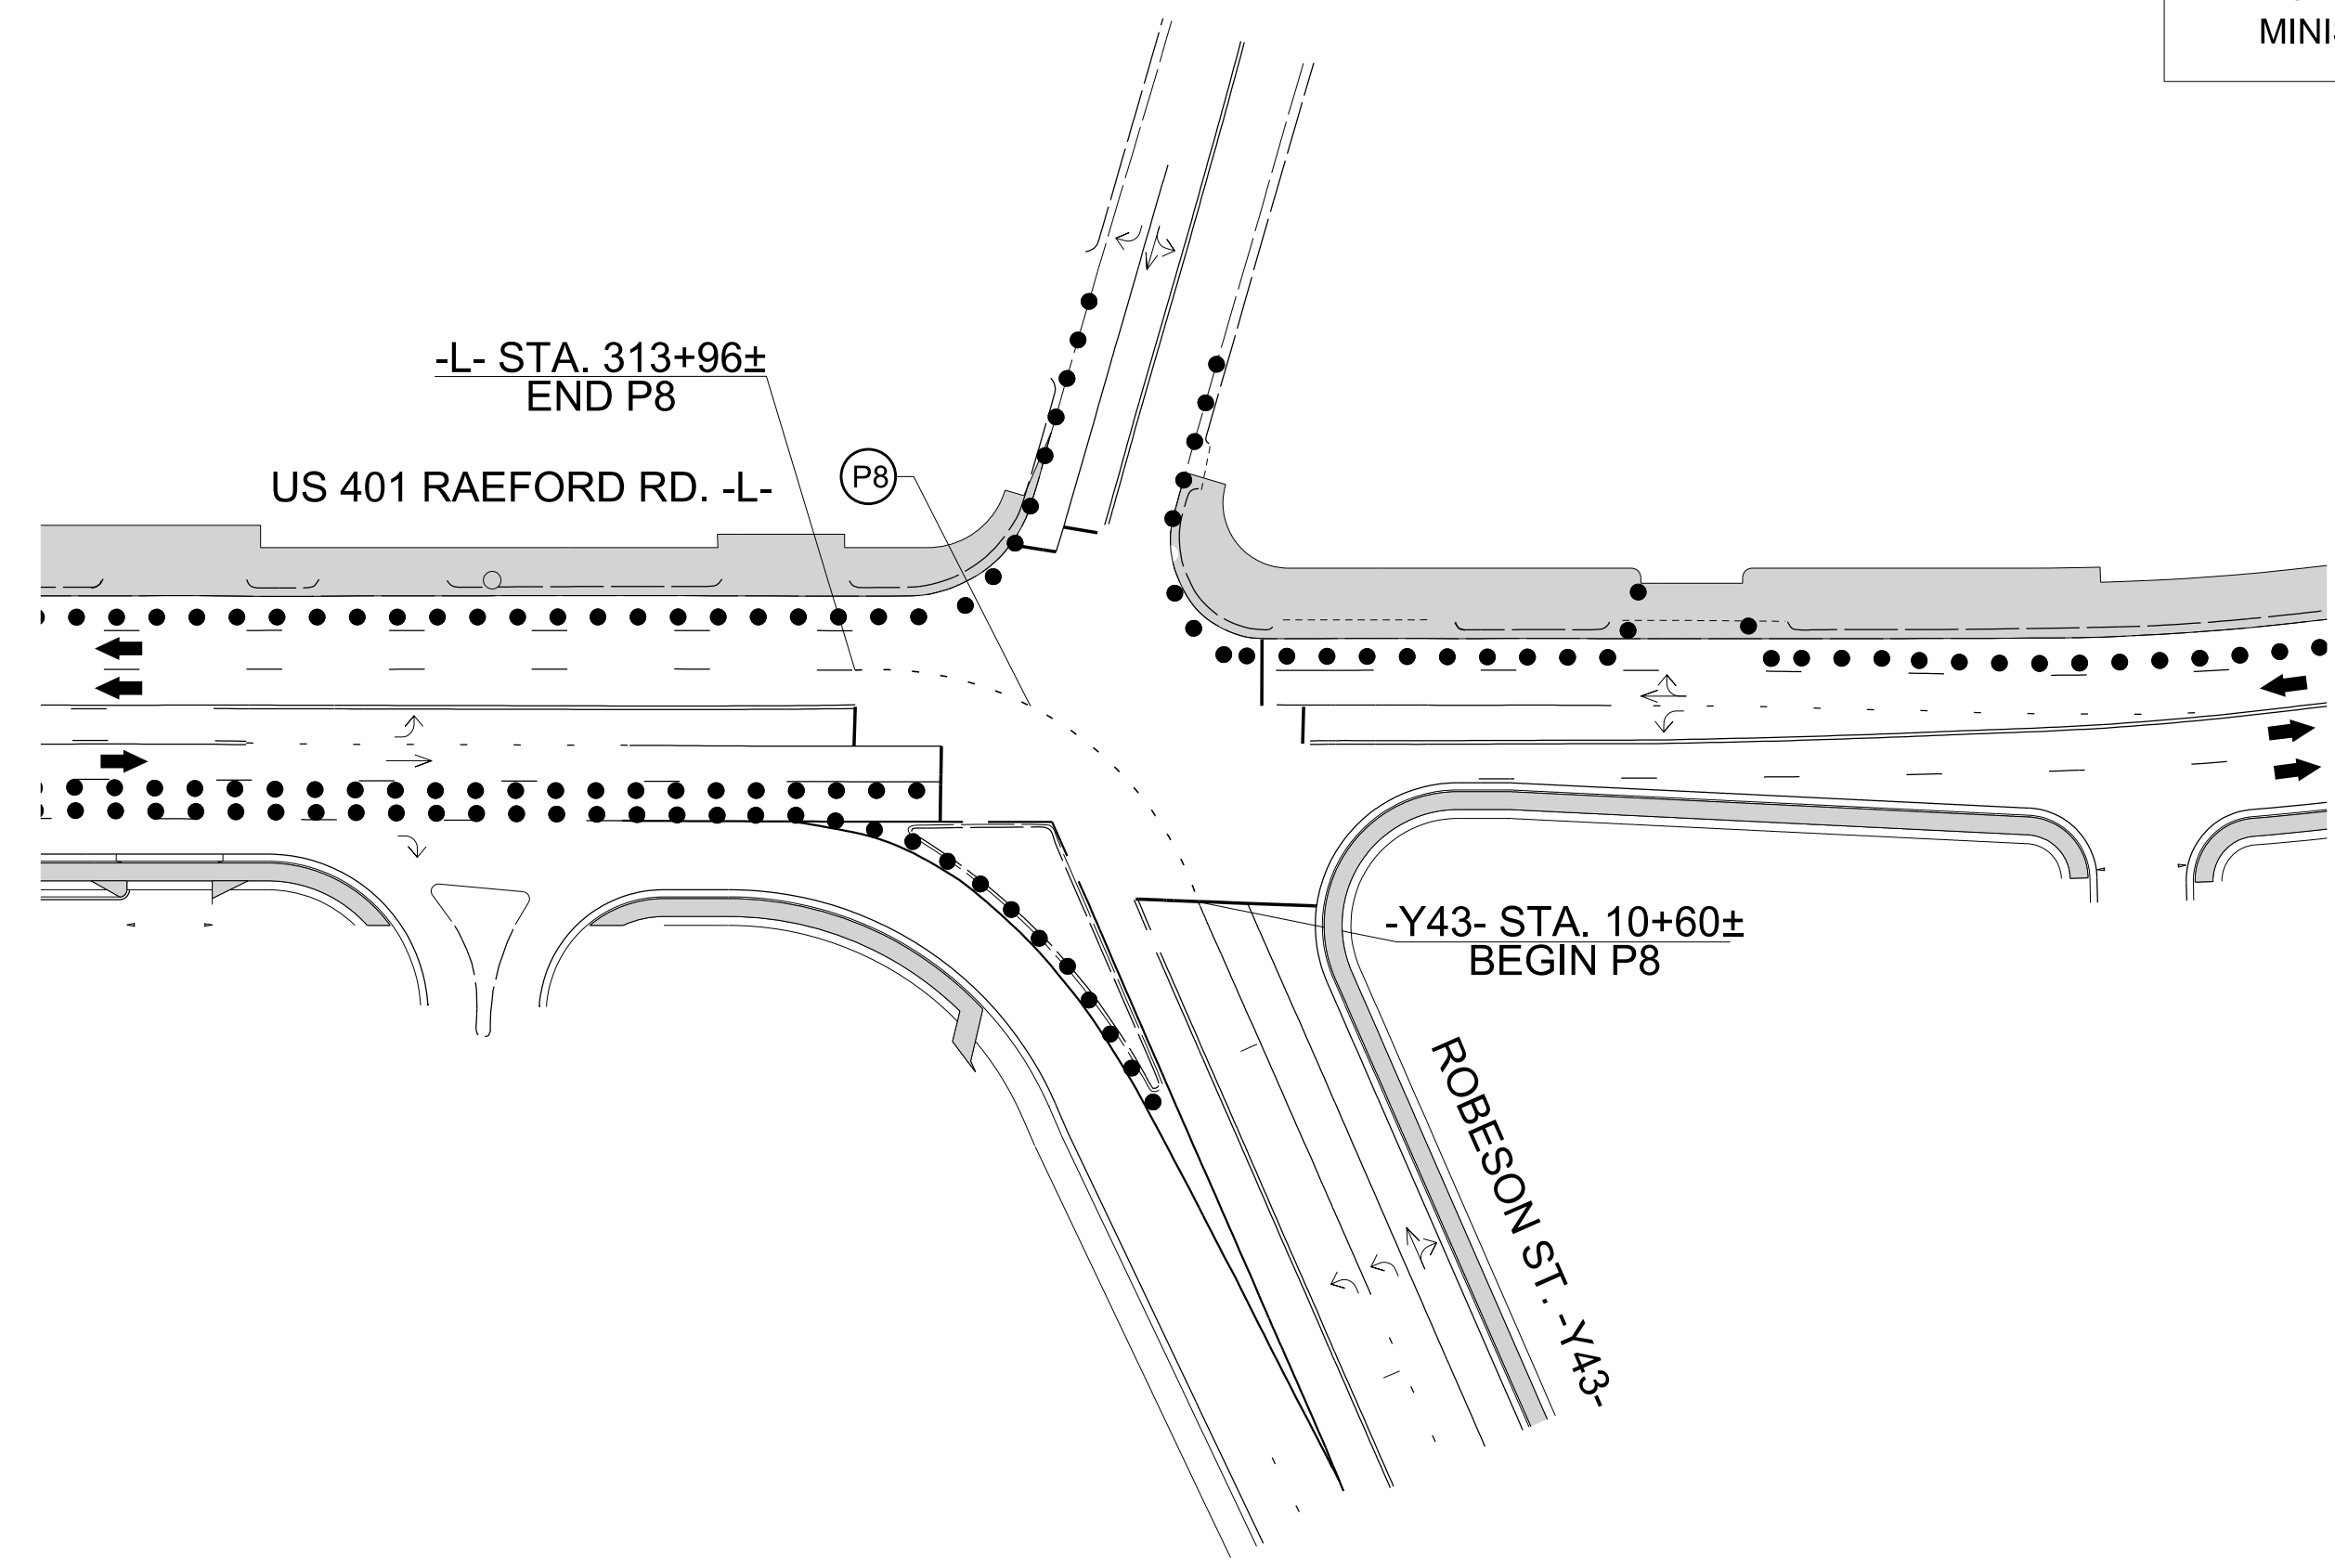 -L- STA. 313+96±
END P8
US 401 RAEFORD RD. -L-
P8
-Y43- STA. 10+60±
BEGIN P8
ROBESON ST. -Y43-